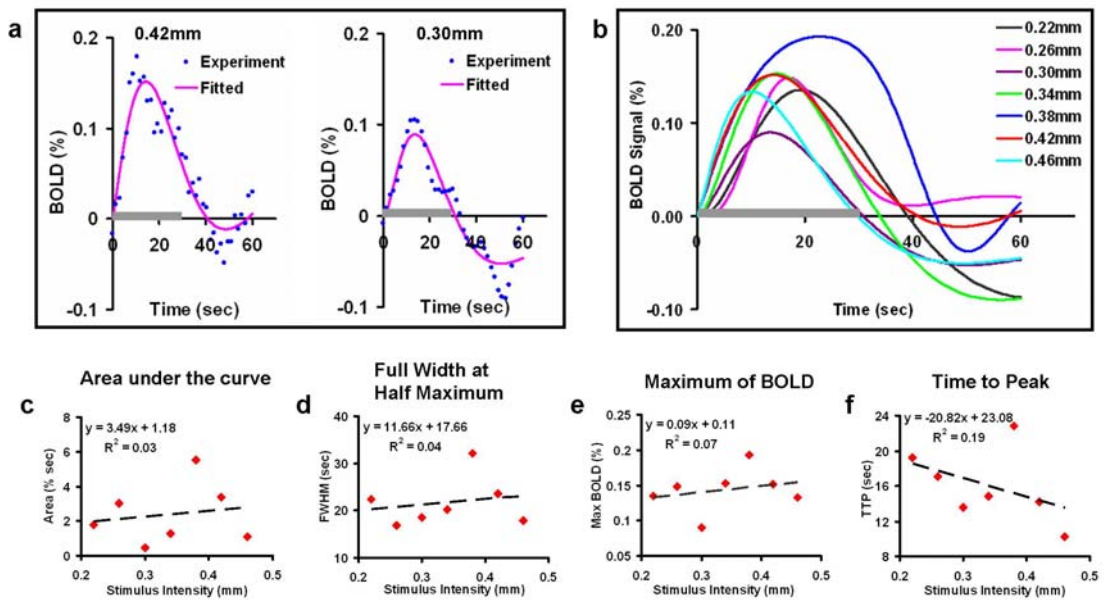 a
0.42mm
0.30mm
0.2
0.1
0
-0.1
BOLD (%)
Experiment
Fitted
0 20 40 60
Time (sec)
0.2
0.1
0
-0.1
BOLD (%)
Experiment
Fitted
0 20 40 60
Time (sec)
b
0.20
0.10
0.00
-0.10
BOLD Signal (%)
0 20 40 60
Time (sec)
0.22mm
0.26mm
0.30mm
0.34mm
0.38mm
0.42mm
0.46mm
c
Area under the curve
y = 3.49x + 1.18
R² = 0.03
8
6
4
2
0
Area (% sec)
0.2 0.3 0.4 0.5
Stimulus Intensity (mm)
d
Full Width at
Half Maximum
y = 11.66x + 17.66
R² = 0.04
40
30
20
10
FWHM (sec)
0.2 0.3 0.4 0.5
Stimulus Intensity (mm)
e
Maximum of BOLD
y = 0.09x + 0.11
R² = 0.07
0.25
0.2
0.15
0.1
0.05
Max BOLD (%)
0.2 0.3 0.4 0.5
Stimulus Intensity (mm)
f
Time to Peak
y = -20.82x + 23.08
R² = 0.19
24
20
16
12
8
TTP (sec)
0.2 0.3 0.4 0.5
Stimulus Intensity (mm)